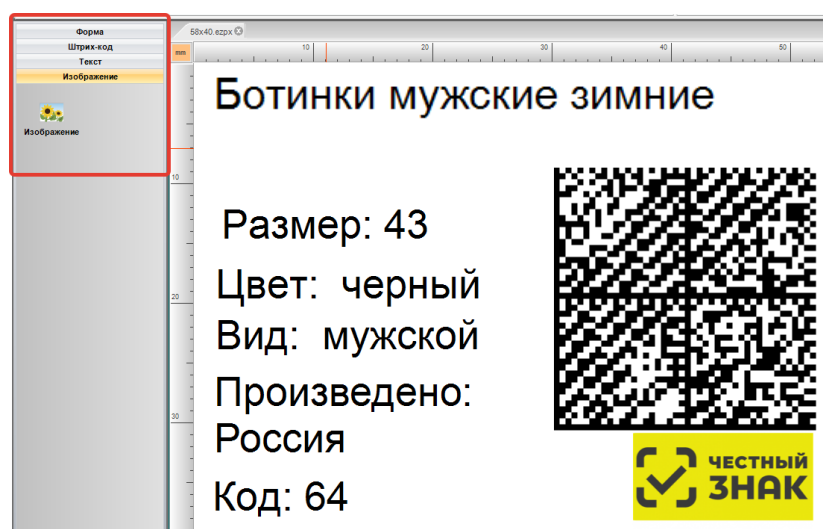 Форма
Штрих-код
Текст
Изображение
Изображение
58x40.ezpx
mm
10
20
30
40
50
10
20
30
Ботинки мужские зимние
Размер: 43
Цвет: черный
Вид: мужской
Произведено:
Россия
Код: 64
ЧЕСТНЫЙ
ЗНАК